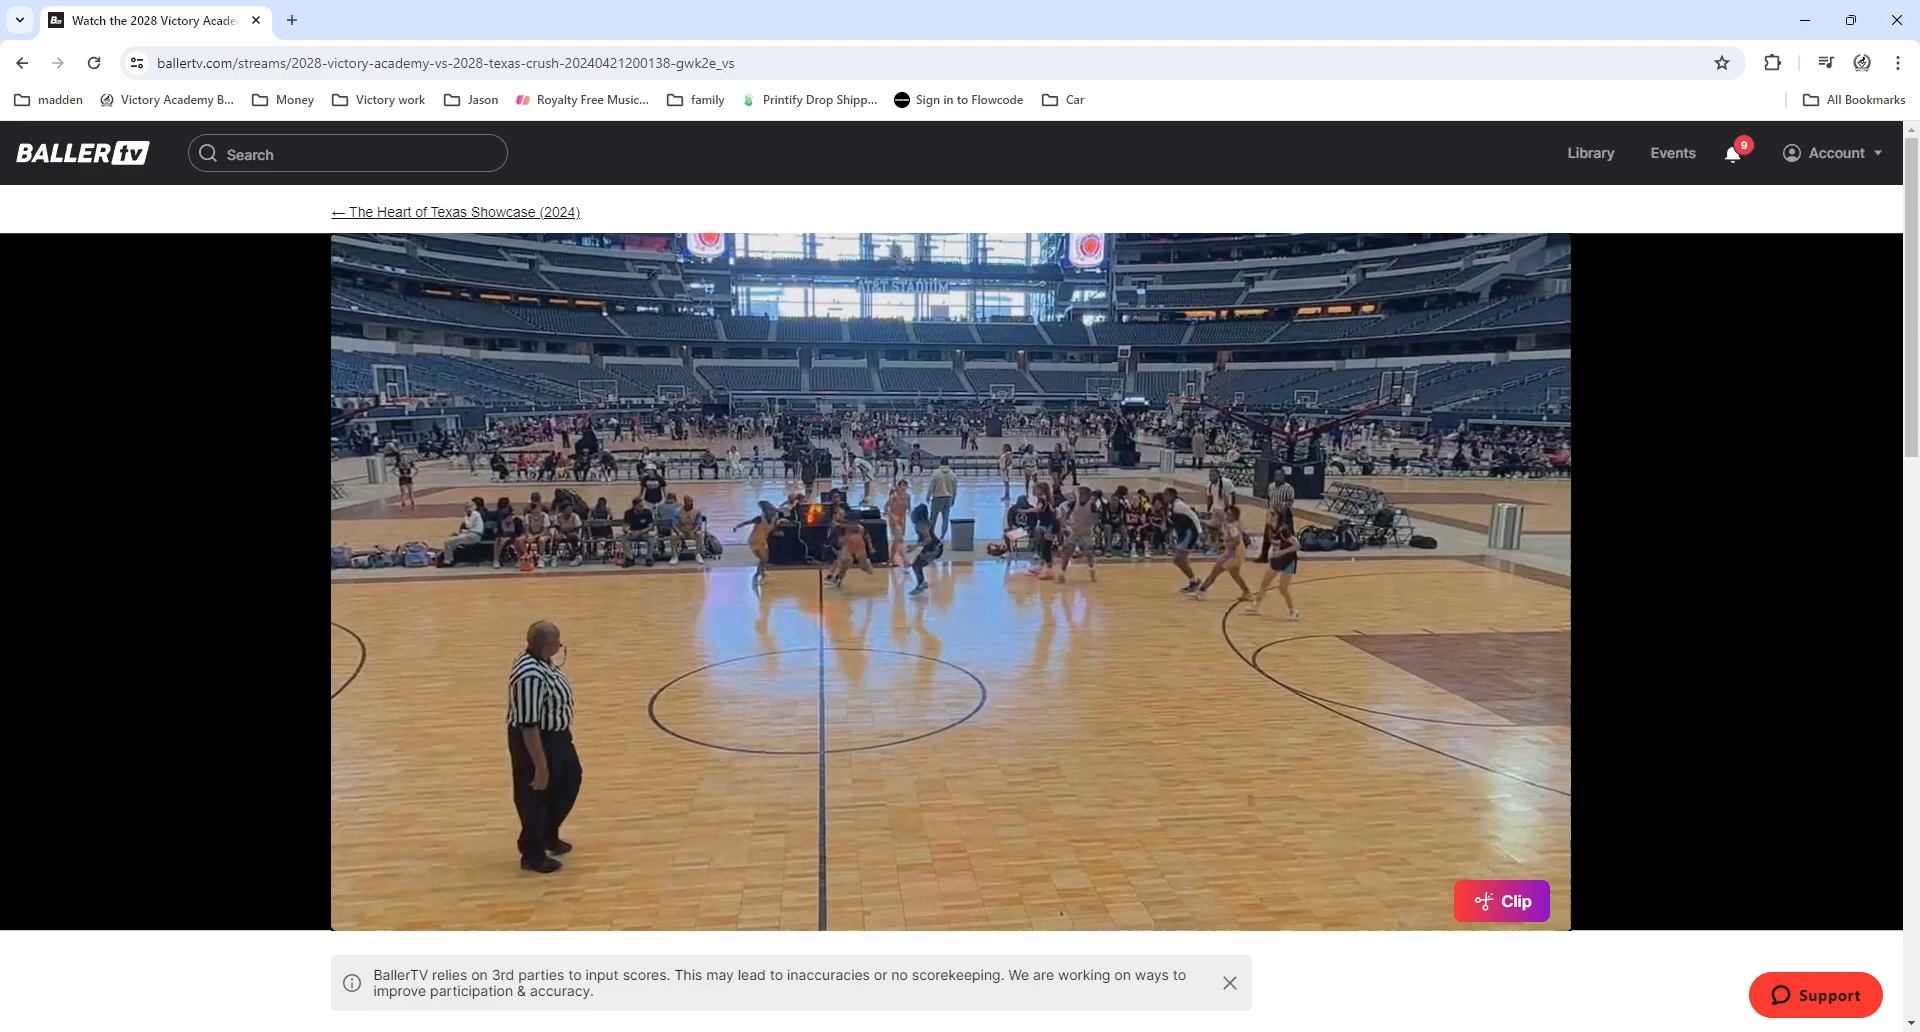 Watch the 2028 Victory Acade
ballertv.com/streams/2028-victory-academy-vs-2028-texas-crush-20240421200138-gwk2e_vs
madden
Victory Academy B...
Money
Victory work
Jason
Royalty Free Music...
family
Printify Drop Shipp...
Sign in to Flowcode
Car
All Bookmarks
BALLER tv
Search
Library
Events
9
Account
← The Heart of Texas Showcase (2024)
AT&T STADIUM
Clip
BallerTV relies on 3rd parties to input scores. This may lead to inaccuracies or no scorekeeping. We are working on ways to
improve participation & accuracy.
Support